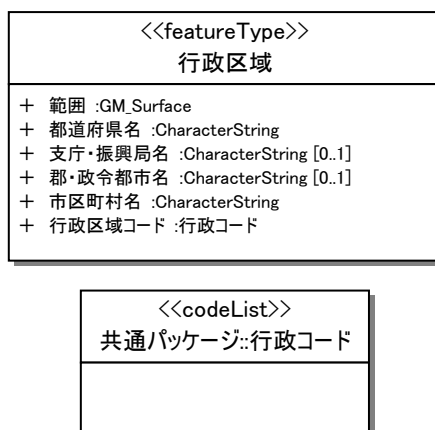 <<featureType>>
行政区域
+ 範囲 :GM_Surface
+ 都道府県名 :CharacterString
+ 支庁・振興局名 :CharacterString [0..1]
+ 郡・政令都市名 :CharacterString [0..1]
+ 市区町村名 :CharacterString
+ 行政区域コード :行政コード
<<codeList>>
共通パッケージ::行政コード